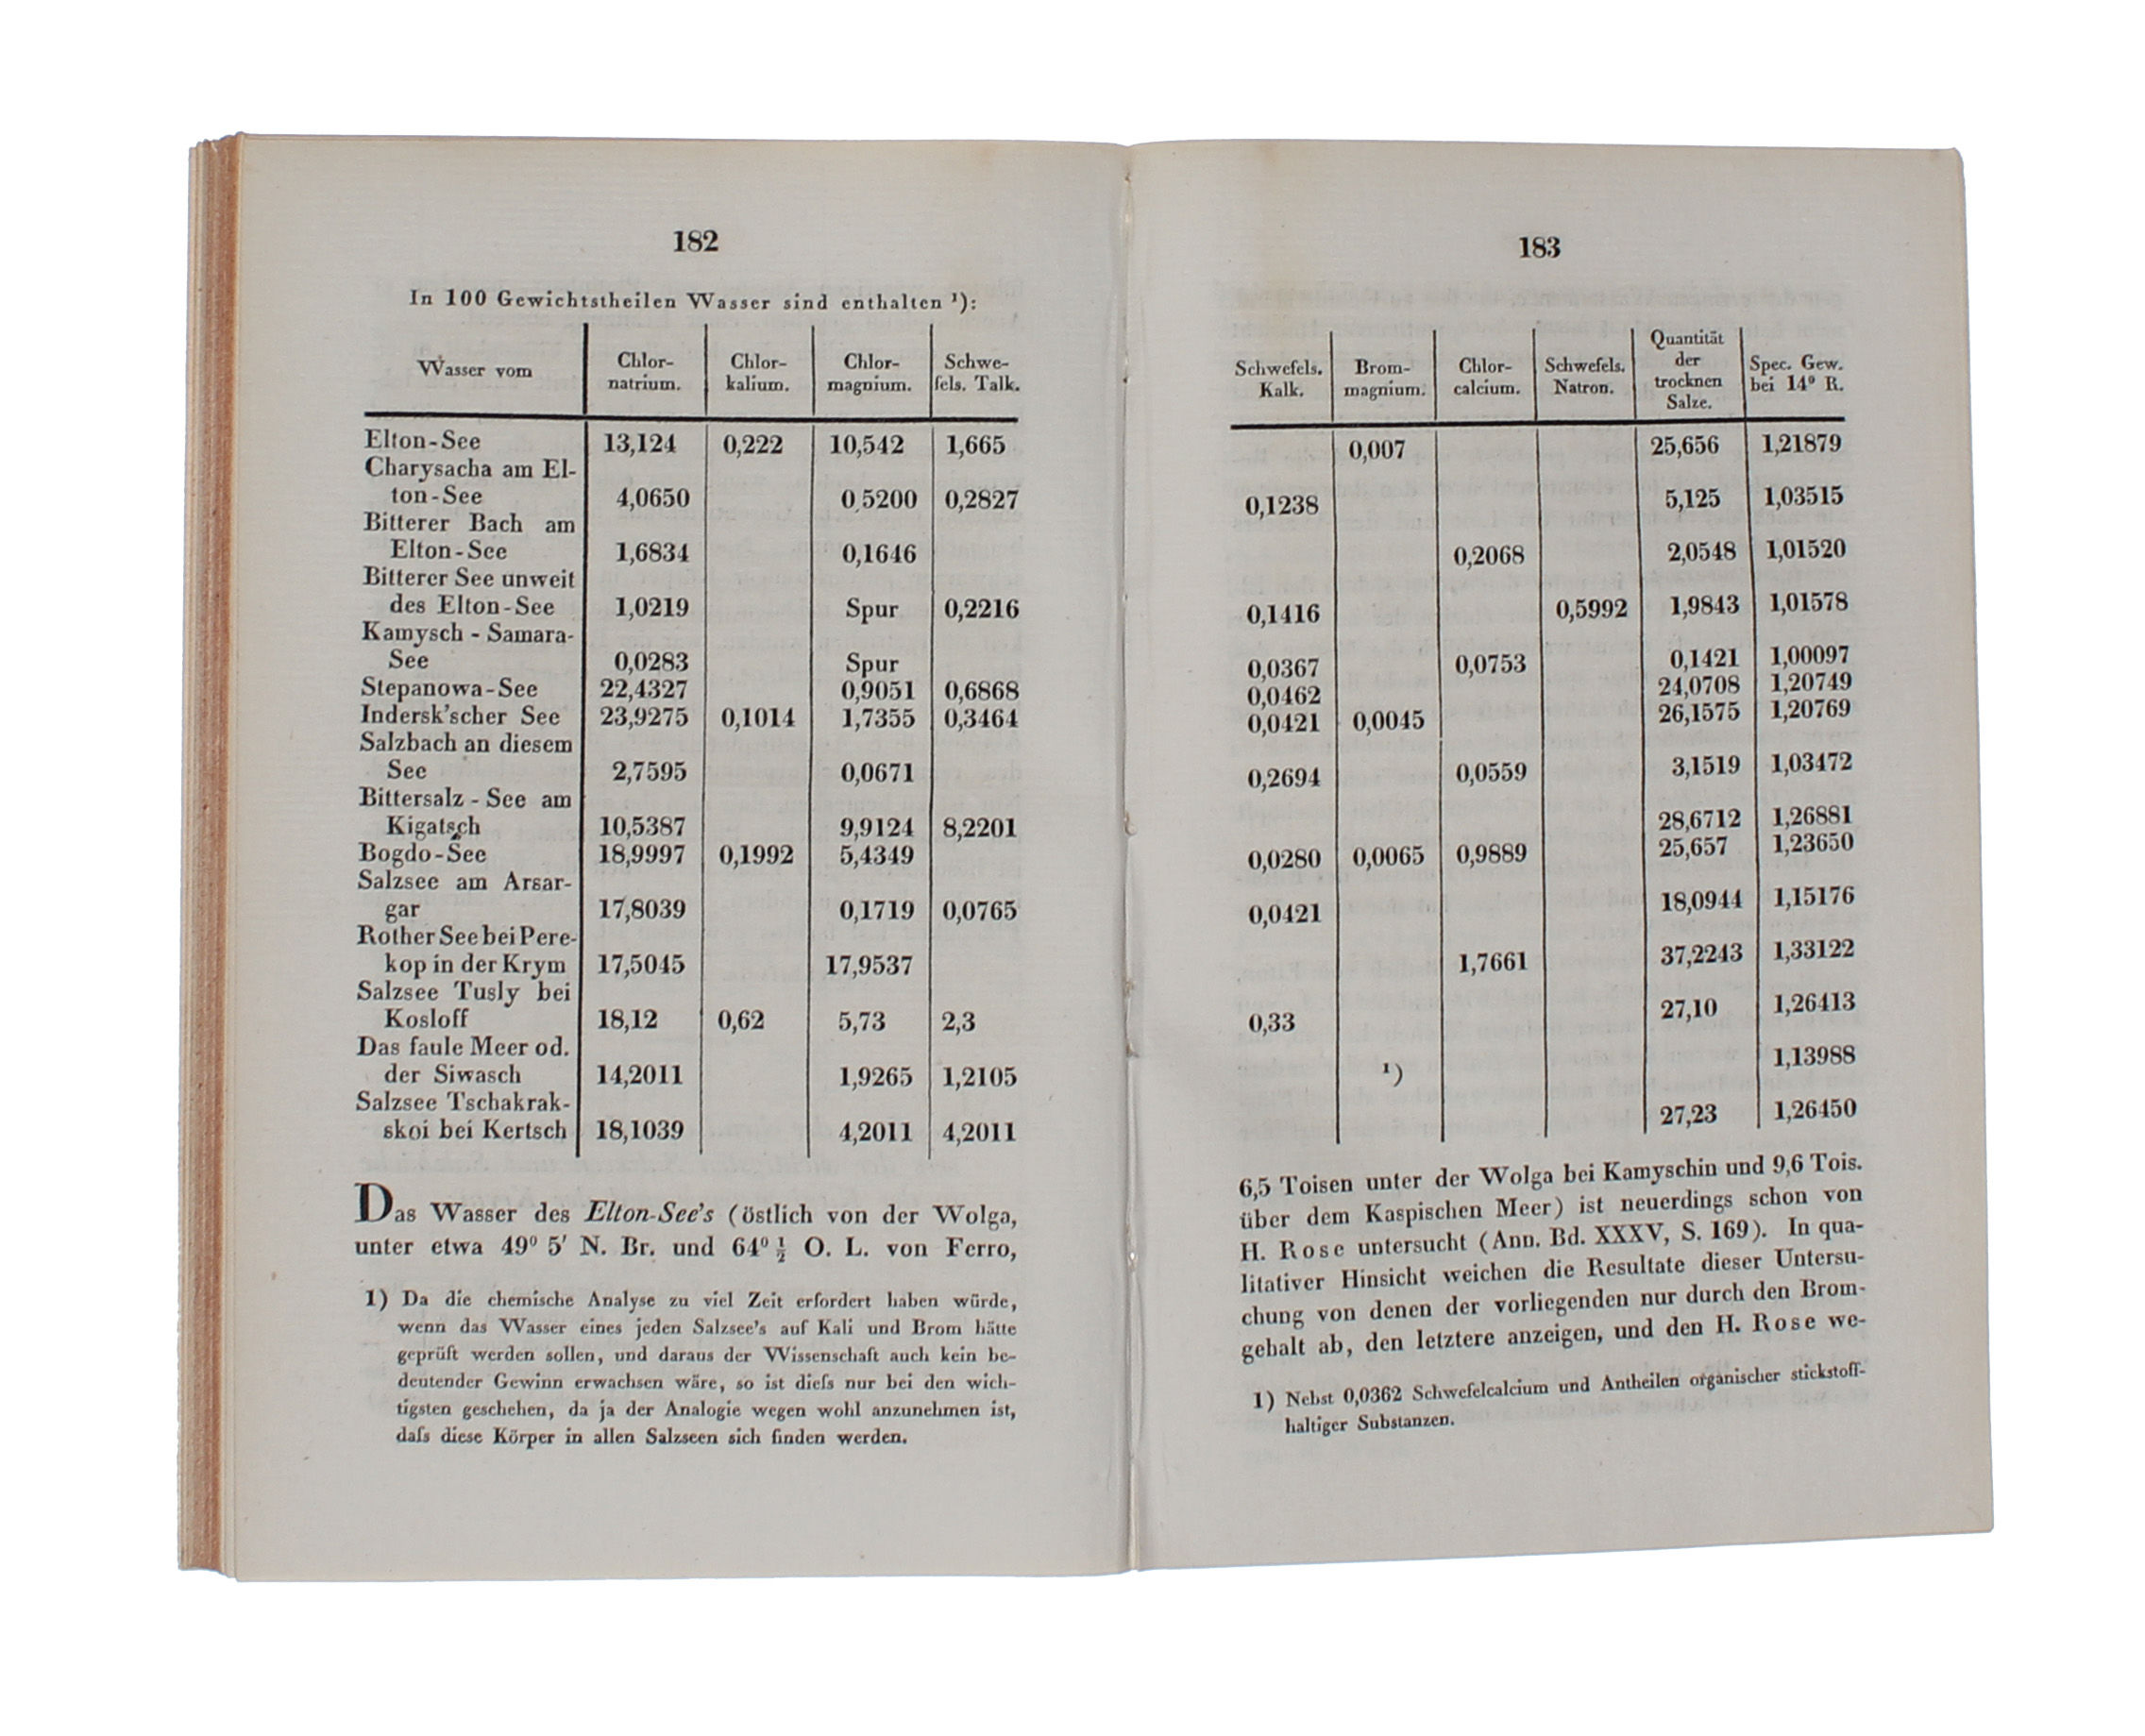 182
In 100 Gewichtstheilen Wasser sind enthalten ¹):
Wasser vom | Chlor-natrium. | Chlor-kalium. | Chlor-magnium. | Schwe-fels. Talk.
Elton-See 13,124 0,222 10,542 1,665
Charysacha am El-
ton-See 4,0650 0 5200 0,2827
Bitterer Bach am
Elton-See 1,6834 0,1646
Bitterer See unweit
des Elton-See 1,0219 Spur 0,2216
Kamysch - Samara-
See 0,0283 Spur
Stepanowa-See 22,4327 0,9051 0,6868
Indersk'scher See 23,9275 0,1014 1,7355 0,3464
Salzbach an diesem
See 2,7595 0,0671
Bittersalz - See am
Kigatsch 10,5387 9,9124 8,2201
Bogdo-See 18,9997 0,1992 5,4349
Salzsee am Arsar-
gar 17,8039 0,1719 0,0765
Rother See bei Pere-
kop in der Krym 17,5045 17,9537
Salzsee Tusly bei
Kosloff 18,12 0,62 5,73 2,3
Das faule Meer od.
der Siwasch 14,2011 1,9265 1,2105
Salzsee Tschakrak-
skoi bei Kertsch 18,1039 4,2011 4,2011
Das Wasser des Elton-See's (östlich von der Wolga,
unter etwa 49° 5' N. Br. und 64° ½ O. L. von Ferro,
1) Da die chemische Analyse zu viel Zeit erfordert haben würde,
wenn das Wasser eines jeden Salzsee's auf Kali und Brom hätte
geprüft werden sollen, und daraus der Wissenschaft auch kein be-
deutender Gewinn erwachsen wäre, so ist diefs nur bei den wich-
tigsten geschehen, da ja der Analogie wegen wohl anzunehmen ist,
dafs diese Körper in allen Salzseen sich finden werden.
183
Schwefels. Kalk. | Brom-magnium. | Chlor-calcium. | Schwefels. Natron. | Quantität der trocknen Salze. | Spec. Gew. bei 14° R.
0,007 25,656 1,21879
0,1238 5,125 1,03515
0,2068 2,0548 1,01520
0,1416 0,5992 1,9843 1,01578
0,0367 0,0753 0,1421 1,00097
0,0462 24,0708 1,20749
0,0421 0,0045 26,1575 1,20769
0,2694 0,0559 3,1519 1,03472
28,6712 1,26881
0,0280 0,0065 0,9889 25,657 1,23650
0,0421 18,0944 1,15176
1,7661 37,2243 1,33122
0,33 27,10 1,26413
¹) 1,13988
27,23 1,26450
6,5 Toisen unter der Wolga bei Kamyschin und 9,6 Tois.
über dem Kaspischen Meer) ist neuerdings schon von
H. Rose untersucht (Ann. Bd. XXXV, S. 169). In qua-
litativer Hinsicht weichen die Resultate dieser Untersu-
chung von denen der vorliegenden nur durch den Brom-
gehalt ab, den letztere anzeigen, und den H. Rose we-
1) Nebst 0,0362 Schwefelcalcium und Antheilen organischer stickstoff-
haltiger Substanzen.